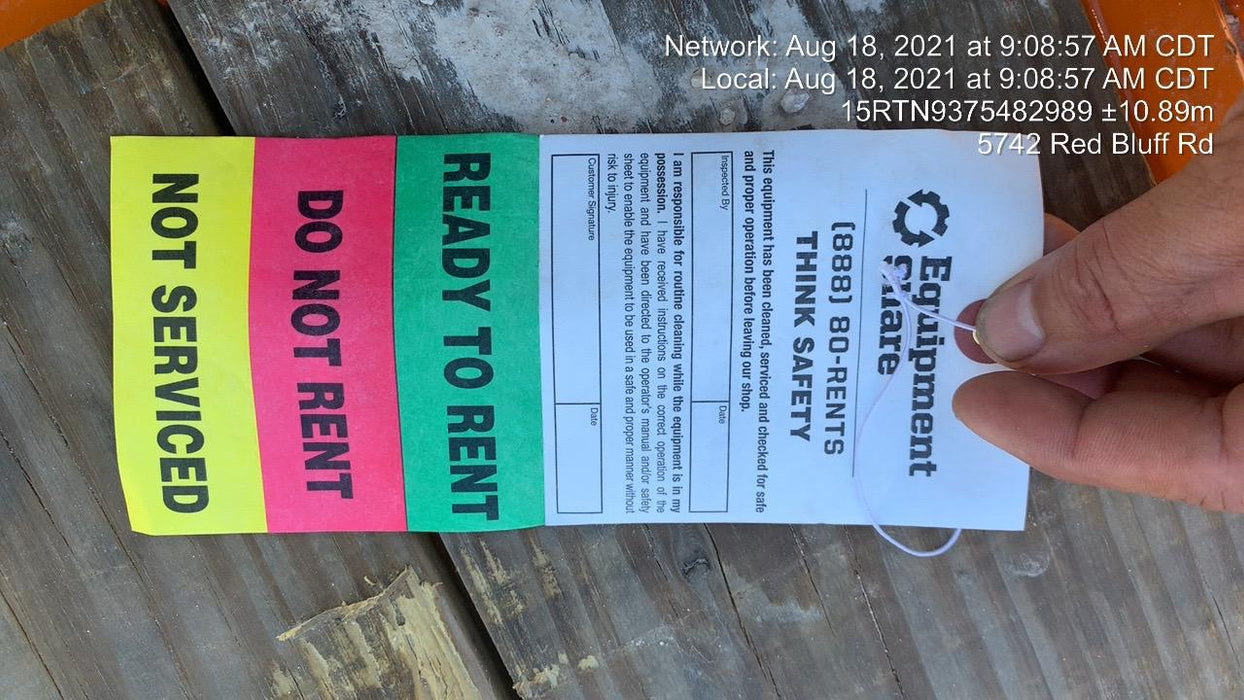 Network: Aug 18, 2021 at 9:08:57 AM CDT
Local: Aug 18, 2021 at 9:08:57 AM CDT
15RTN9375482989 ±10.89m
5742 Red Bluff Rd
Equipment
Share
(888) 80-RENTS
THINK SAFETY
This equipment has been cleaned, serviced and checked for safe
and proper operation before leaving our shop.
Inspected By
Date
I am responsible for routine cleaning while the equipment is in my
possession. I have received instructions on the correct operation of the
equipment and have been directed to the operator's manual and/or safety
sheet to enable the equipment to be used in a safe and proper manner without
risk to injury.
Customer Signature
Date
READY TO RENT
DO NOT RENT
NOT SERVICED